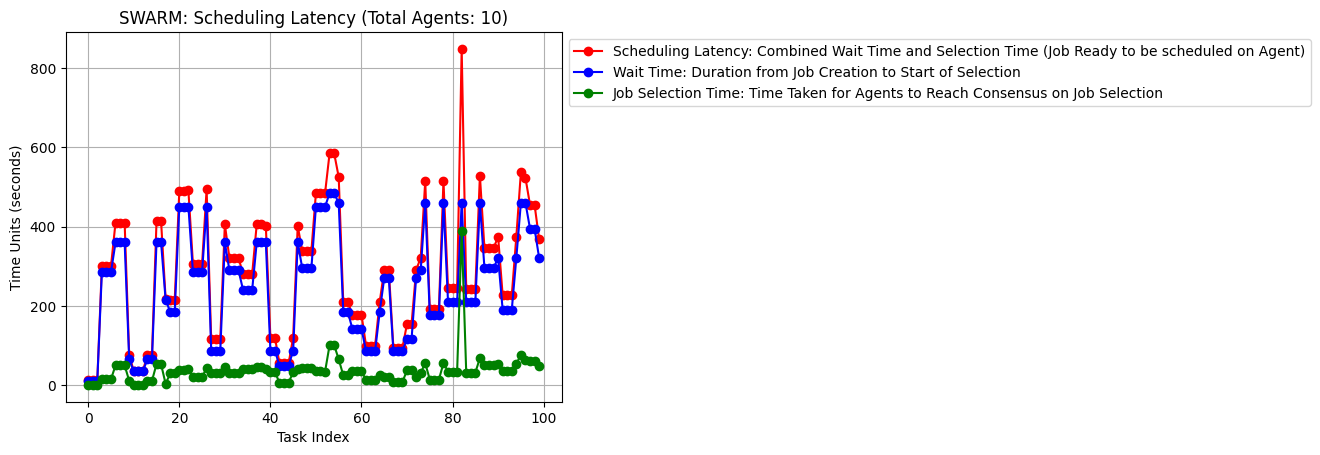 SWARM: Scheduling Latency (Total Agents: 10)
Scheduling Latency: Combined Wait Time and Selection Time (Job Ready to be scheduled on Agent)
Wait Time: Duration from Job Creation to Start of Selection
Job Selection Time: Time Taken for Agents to Reach Consensus on Job Selection
Time Units (seconds)
800
600
400
200
0
0 20 40 60 80 100
Task Index